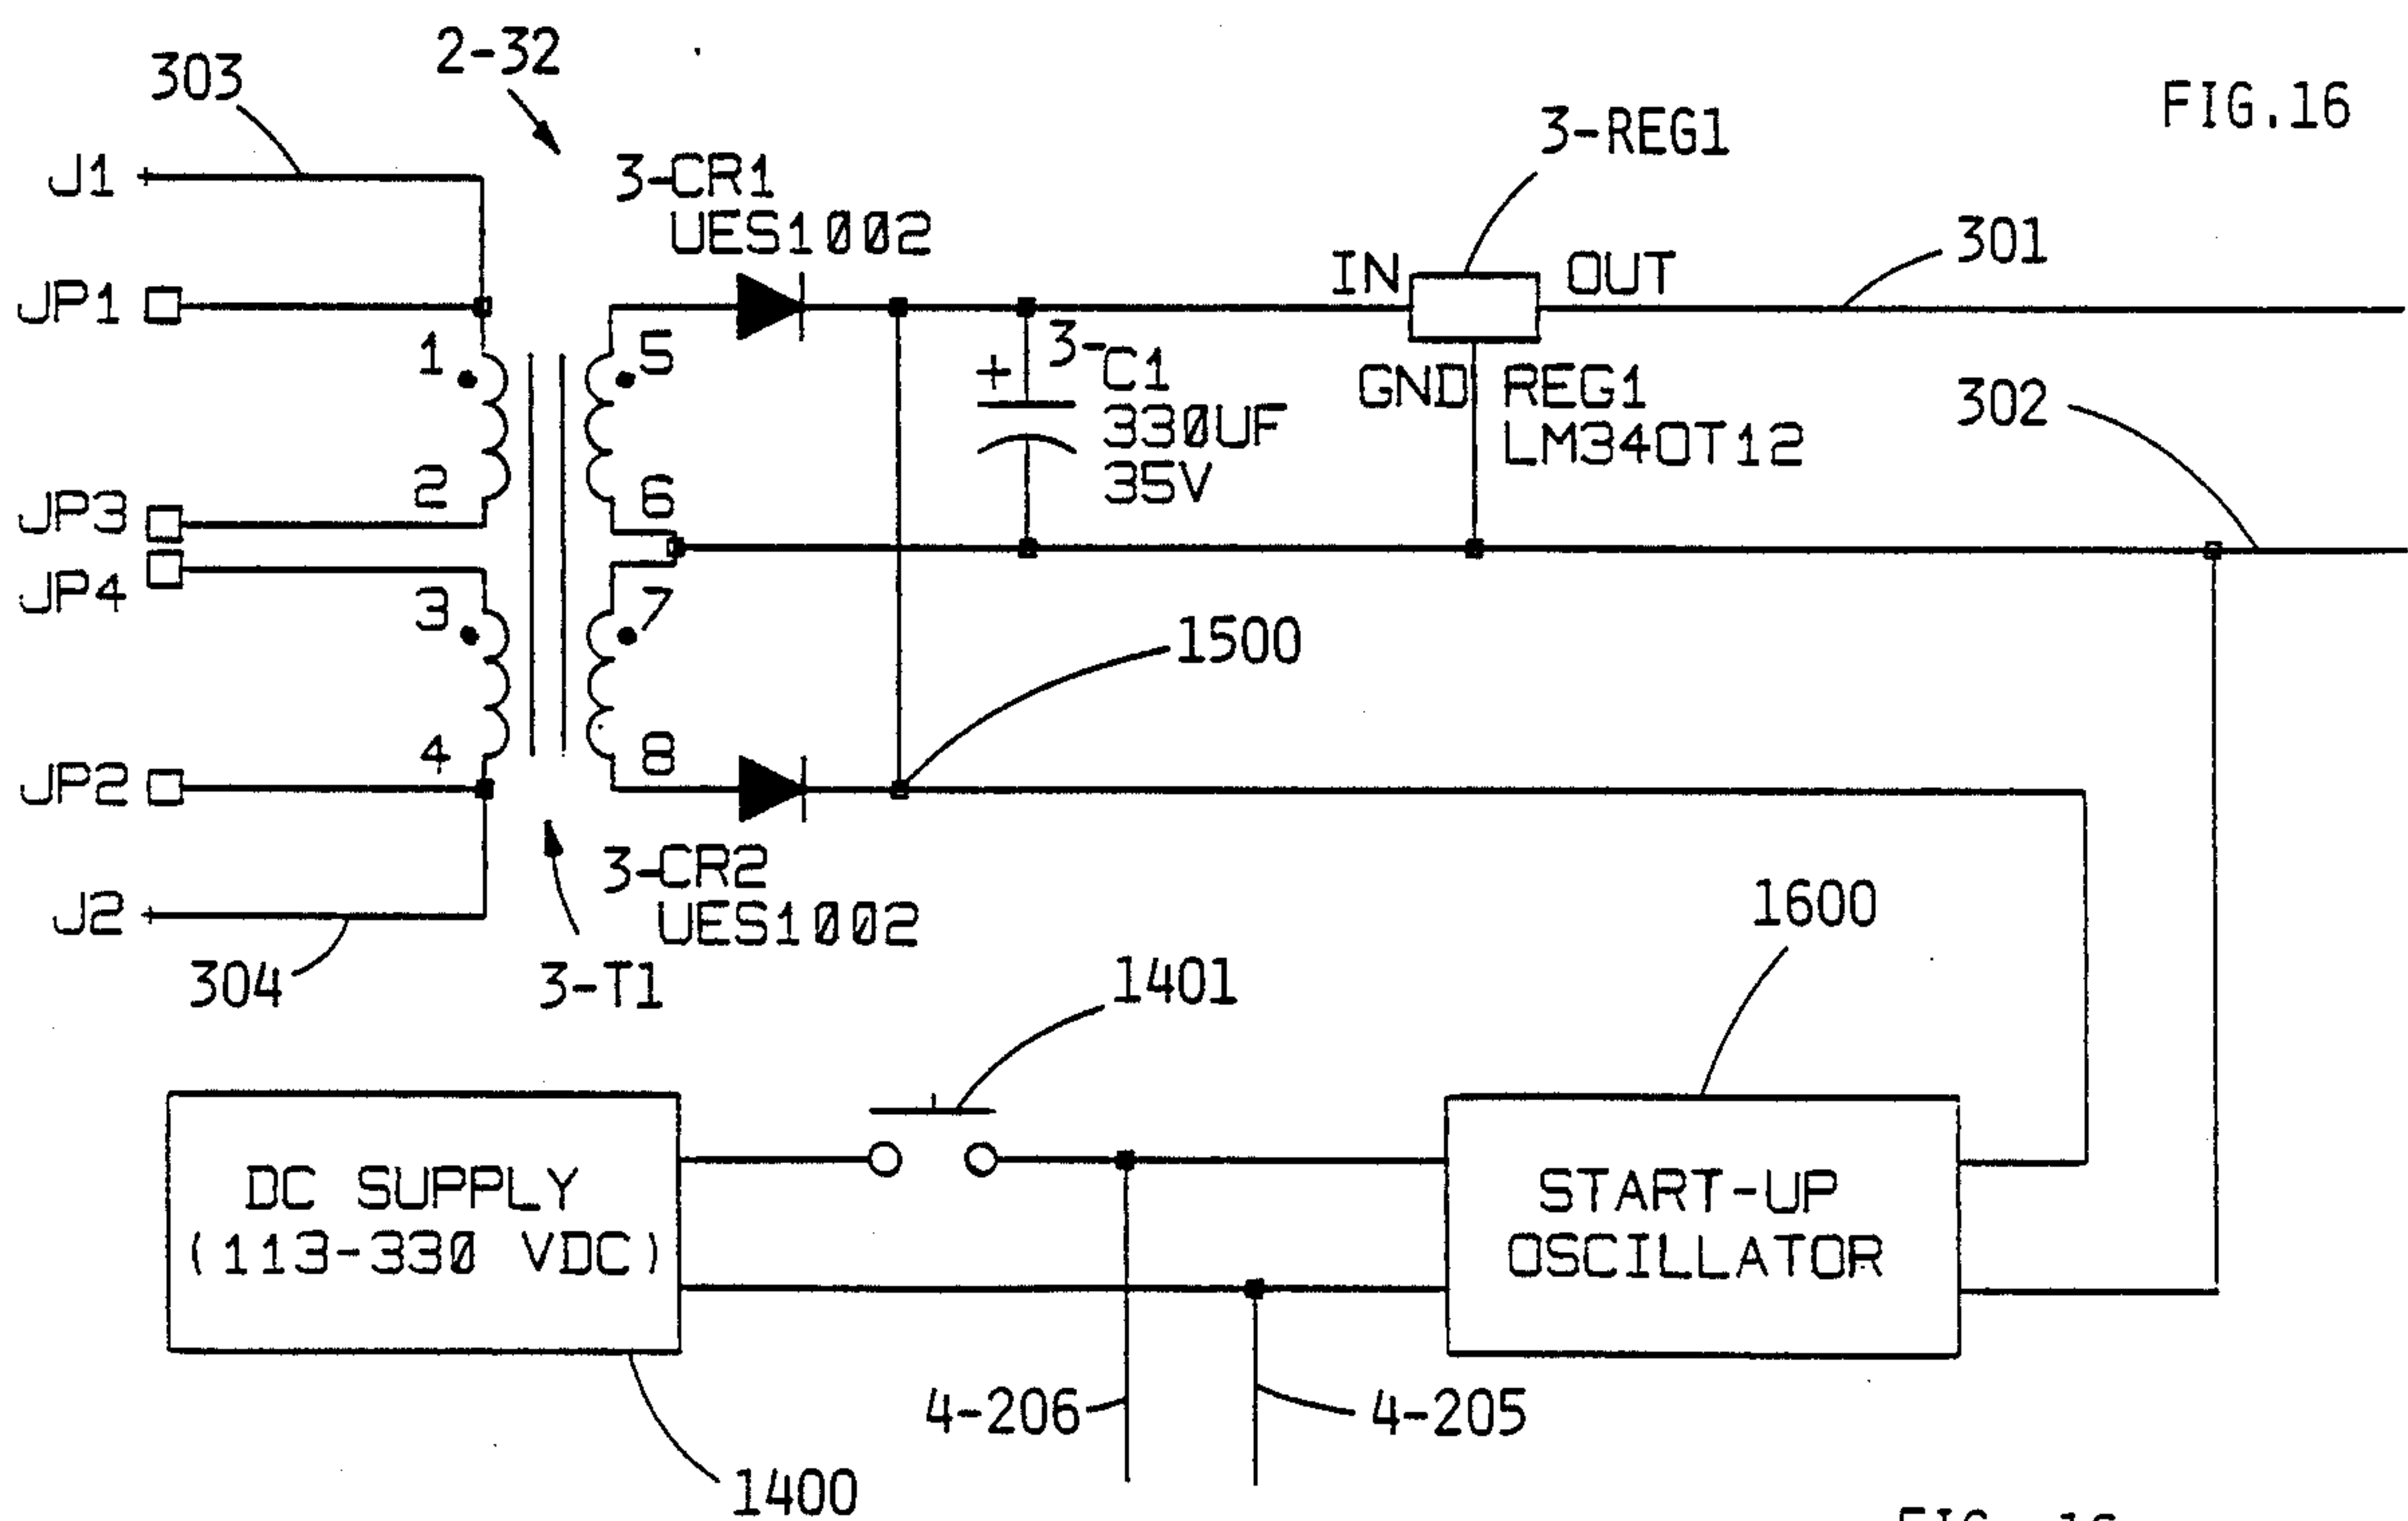 FIG.16
2-32
303
J1
3-CR1
UES1002
3-REG1
301
JP1
IN
OUT
1
5
3-C1
+
330UF
35V
GND
REG1
LM340T12
302
2
6
JP3
JP4
3
7
1500
4
8
JP2
3-CR2
UES1002
J2
304
3-T1
1600
1401
DC SUPPLY
(113-330 VDC)
START-UP
OSCILLATOR
4-206
4-205
1400